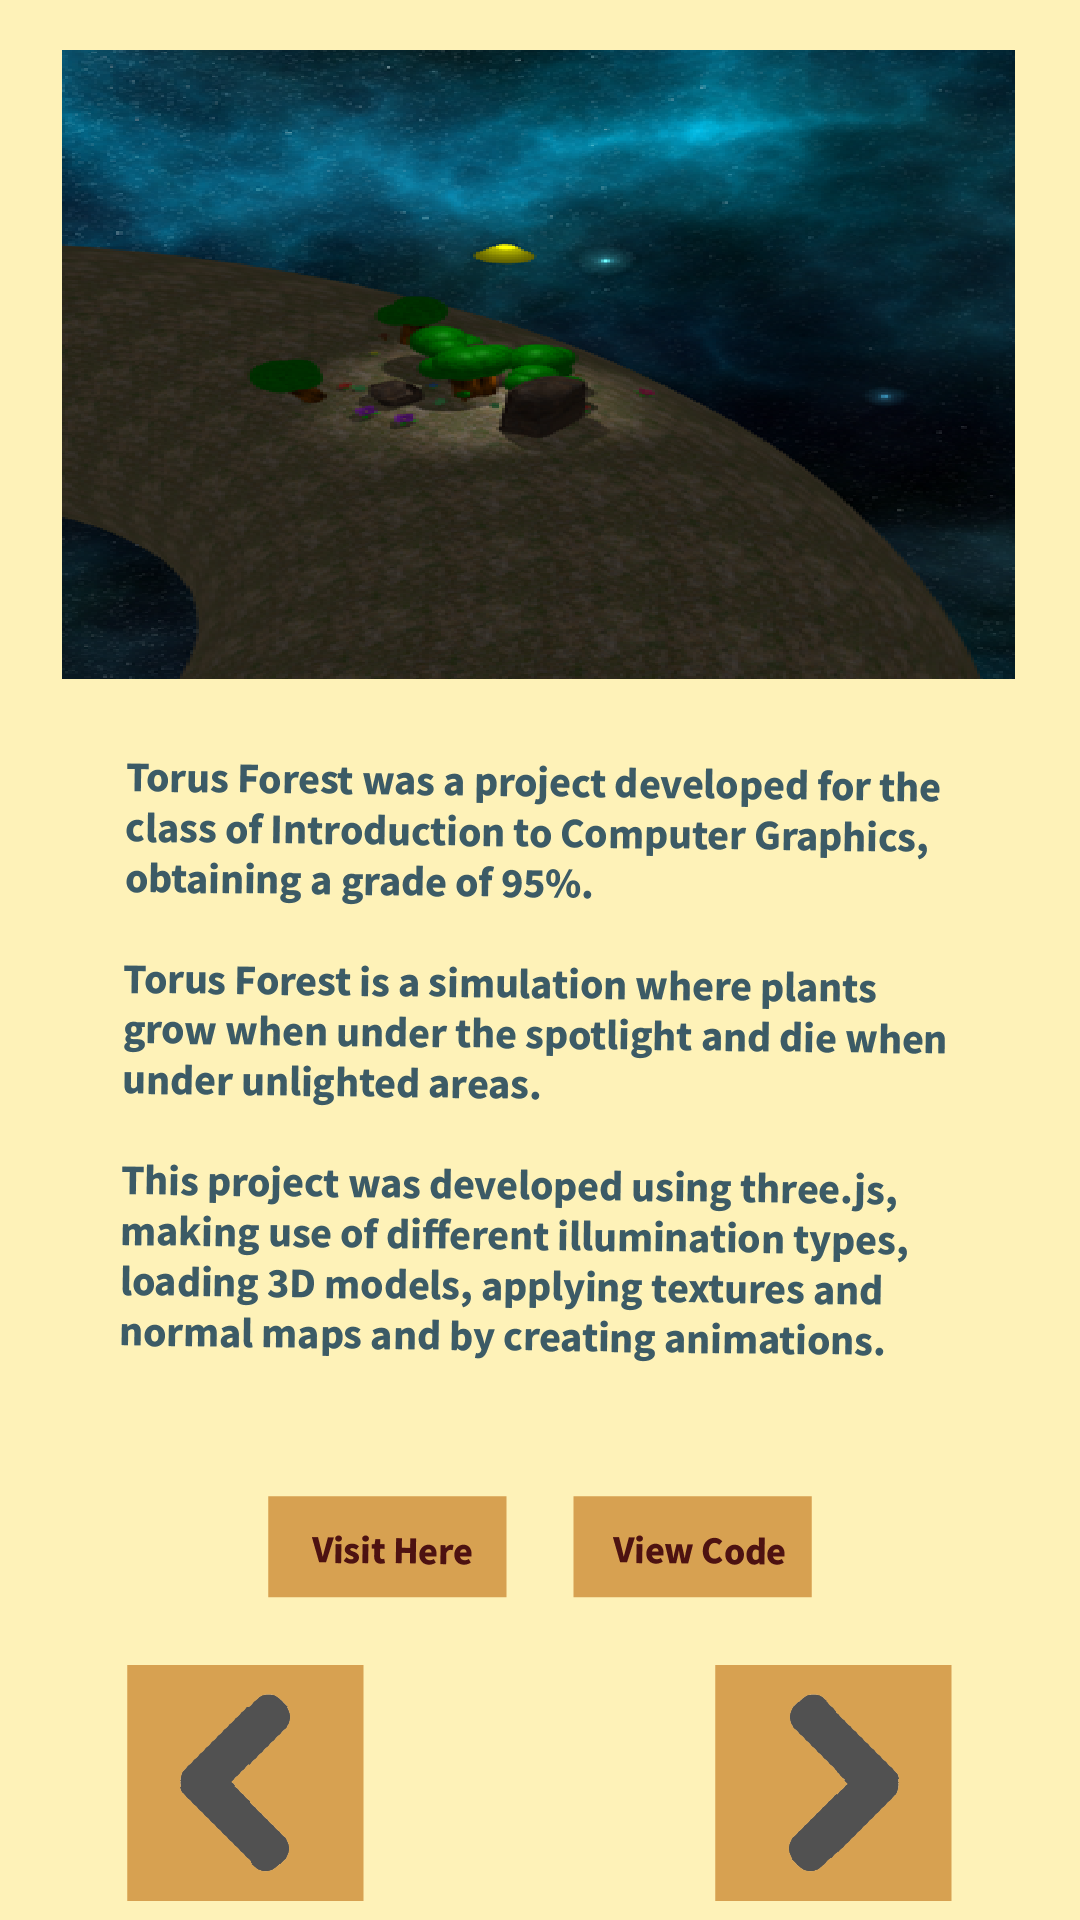 Torus Forest was a project developed for the
class of Introduction to Computer Graphics,
obtaining a grade of 95%.
Torus Forest is a simulation where plants
grow when under the spotlight and die when
under unlighted areas.
This project was developed using three.js,
making use of different illumination types,
loading 3D models, applying textures and
normal maps and by creating animations.
Visit Here
View Code